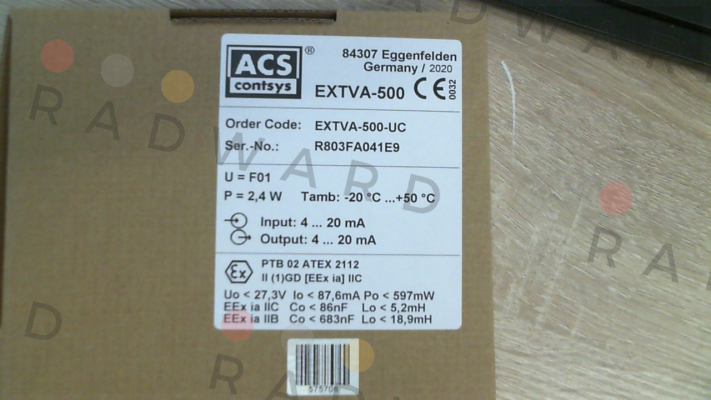 ACS ®
contsys
84307 Eggenfelden
Germany / 2020
EXTVA-500 CE 0032
Order Code: EXTVA-500-UC
Ser.-No.: R803FA041E9
U = F01
P = 2,4 W Tamb: -20 °C ...+50 °C
Input: 4 ... 20 mA
Output: 4 ... 20 mA
Ex PTB 02 ATEX 2112
II (1)GD [EEx ia] IIC
Uo < 27,3V Io < 87,6mA Po < 597mW
EEx ia IIC Co < 86nF Lo < 5,2mH
EEx ia IIB Co < 683nF Lo < 18,9mH
RADWARD
RADWARD